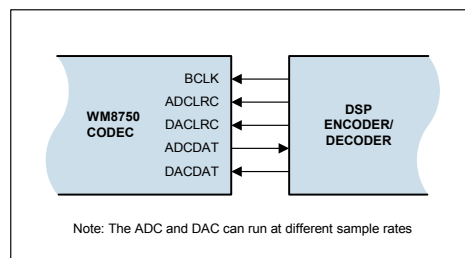 BCLK
ADCLRC
DACLRC
ADCDAT
DACDAT
WM8750
CODEC
DSP
ENCODER/
DECODER
Note: The ADC and DAC can run at different sample rates